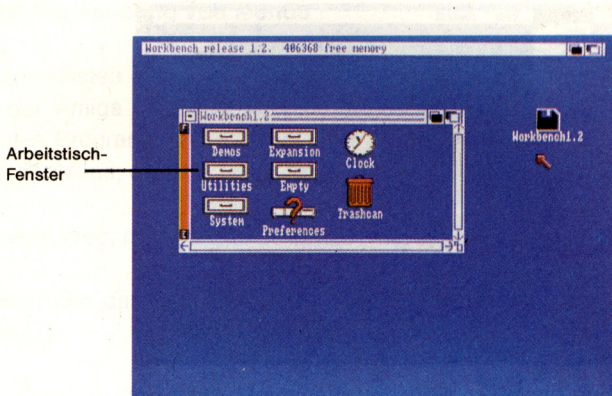 Workbench release 1.2. 406368 free memory
Workbench1.2
Demos
Expansion
Clock
Utilities
Empty
System
Preferences
Trashcan
Workbench1.2
Arbeitstisch-
Fenster